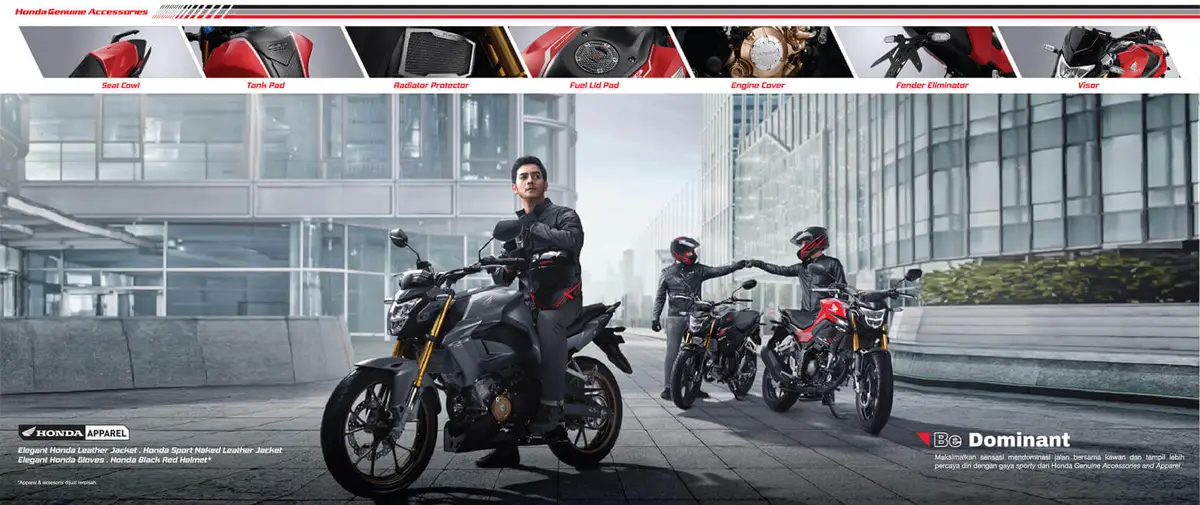 Honda Genuine Accessories
Seat Cowl
Tank Pad
Radiator Protector
Fuel Lid Pad
Engine Cover
Fender Eliminator
Visor
HONDA APPAREL
Elegant Honda Leather Jacket . Honda Sport Naked Leather Jacket
Elegant Honda Gloves . Honda Black Red Helmet*
*Apparel & aksesoris dijual terpisah.
Be Dominant
Maksimalkan sensasi mendominasi jalan bersama kawan dan tampil lebih
percaya diri dengan gaya sporty dari Honda Genuine Accessories and Apparel.